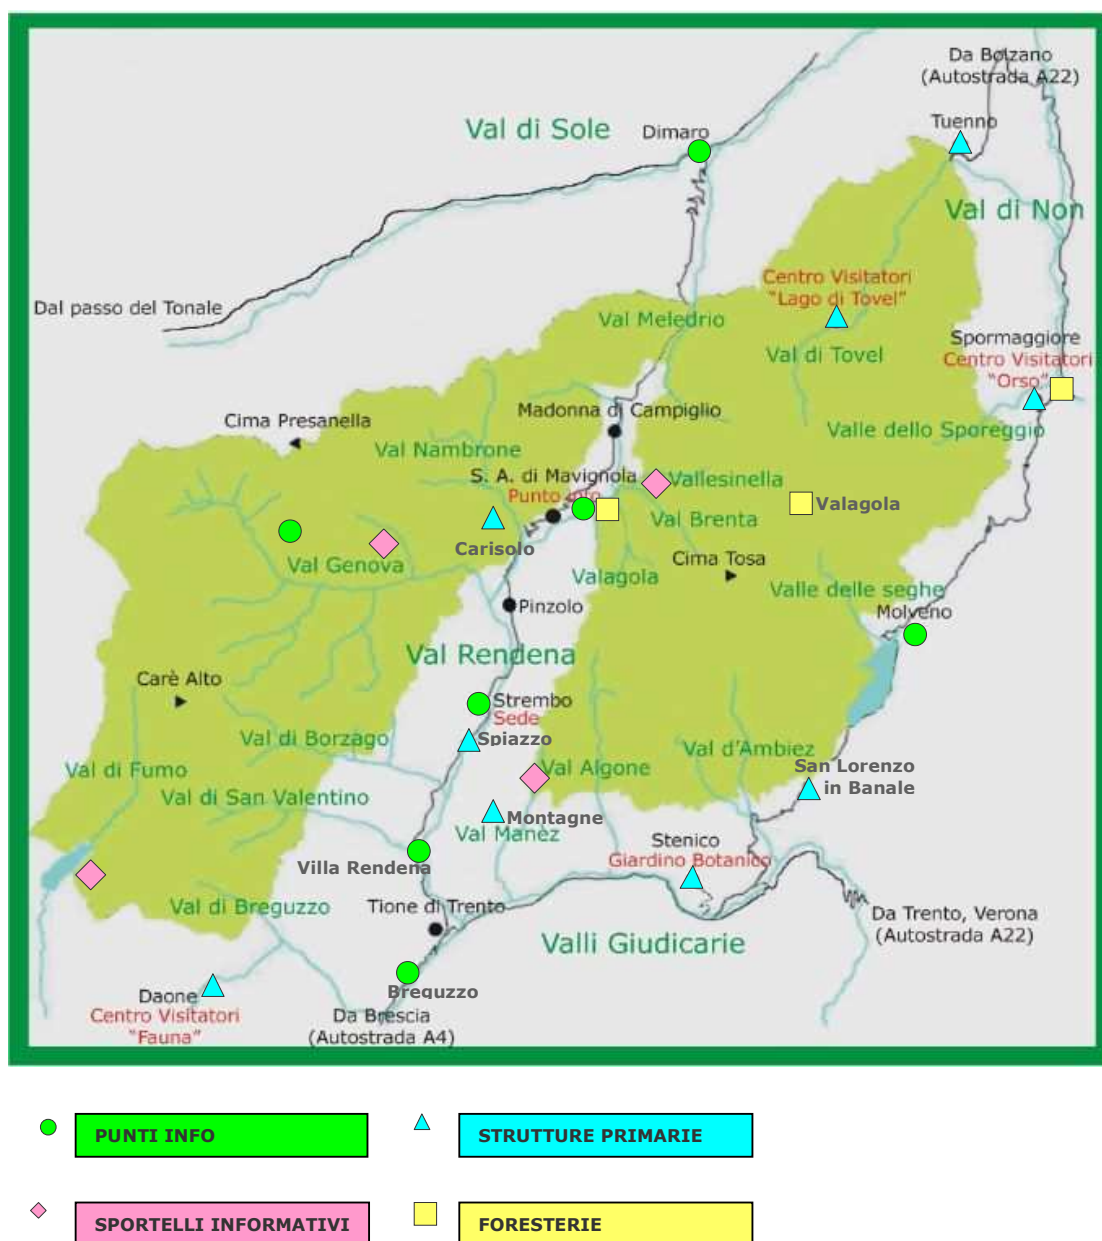 Da Bolzano
(Autostrada A22)
Tuenno
Val di Sole
Dimaro
Val di Non
Centro Visitatori
"Lago di Tovel"
Dal passo del Tonale
Val Meledrio
Val di Tovel
Spormaggiore
Centro Visitatori
"Orso"
Madonna di Campiglio
Cima Presanella
Valle dello Sporeggio
Val Nambrone
S. A. di Mavignola
Punto info
Vallesinella
Valagola
Val Brenta
Carisolo
Cima Tosa
Val Genova
Valagola
Valle delle seghe
Molveno
Pinzolo
Val Rendena
Carè Alto
Strembo
Sede
Spiazzo
Val di Borzago
Val d'Ambiez
San Lorenzo
in Banale
Val di Fumo
Val Algone
Val di San Valentino
Montagne
Val Manèz
Stenico
Giardino Botanico
Villa Rendena
Val di Breguzzo
Tione di Trento
Da Trento, Verona
(Autostrada A22)
Valli Giudicarie
Breguzzo
Daone
Centro Visitatori
"Fauna"
Da Brescia
(Autostrada A4)
PUNTI INFO
STRUTTURE PRIMARIE
SPORTELLI INFORMATIVI
FORESTERIE